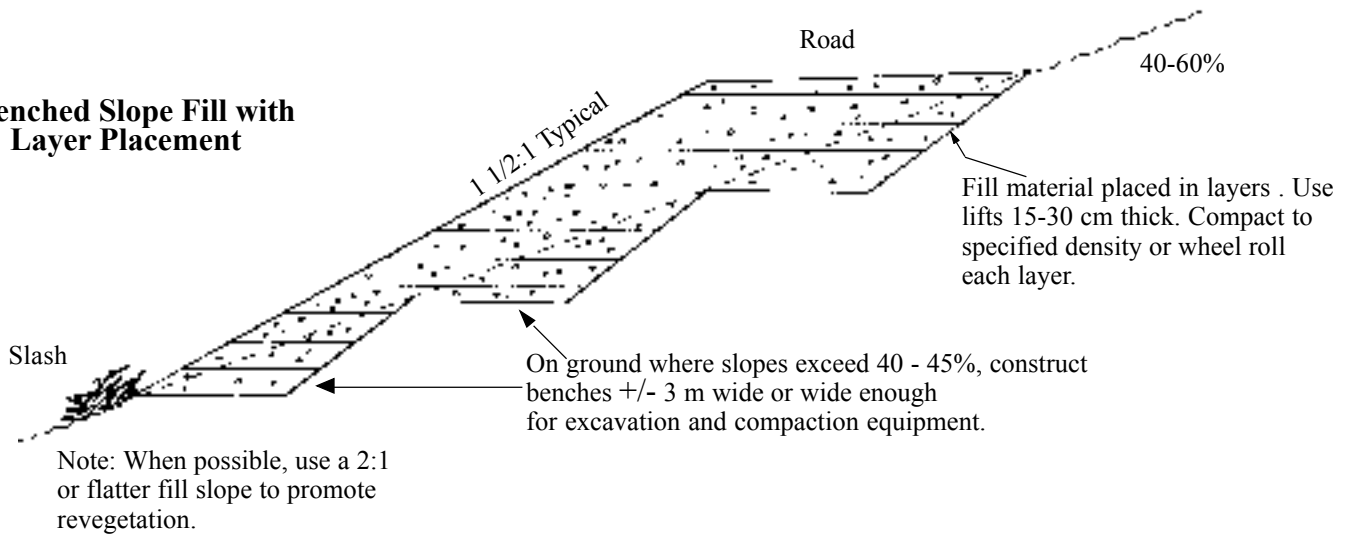 Road
40-60%
enched Slope Fill with
Layer Placement
1 1/2:1 Typical
Fill material placed in layers . Use
lifts 15-30 cm thick. Compact to
specified density or wheel roll
each layer.
Slash
On ground where slopes exceed 40 - 45%, construct
benches +/- 3 m wide or wide enough
for excavation and compaction equipment.
Note: When possible, use a 2:1
or flatter fill slope to promote
revegetation.